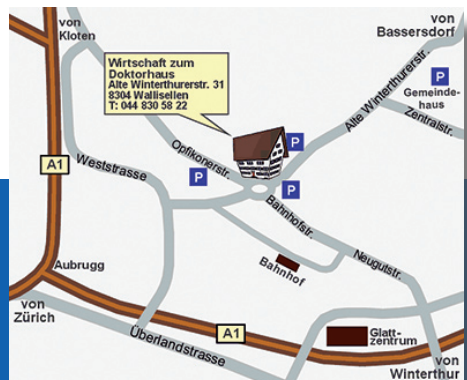 von
Kloten
von
Bassersdorf
Wirtschaft zum
Doktorhaus
Alte Winterthurerstr. 31
8304 Wallisellen
T: 044 830 58 22
P
Gemeinde-
haus
Alte Winterthurerstr.
Zentralstr.
P
Opfikonerstr.
A1
Weststrasse
P
P
Bahnhofstr.
Neugutstr.
Bahnhof
Aubrugg
von
Zürich
A1
Überlandstrasse
Glatt-
zentrum
von
Winterthur